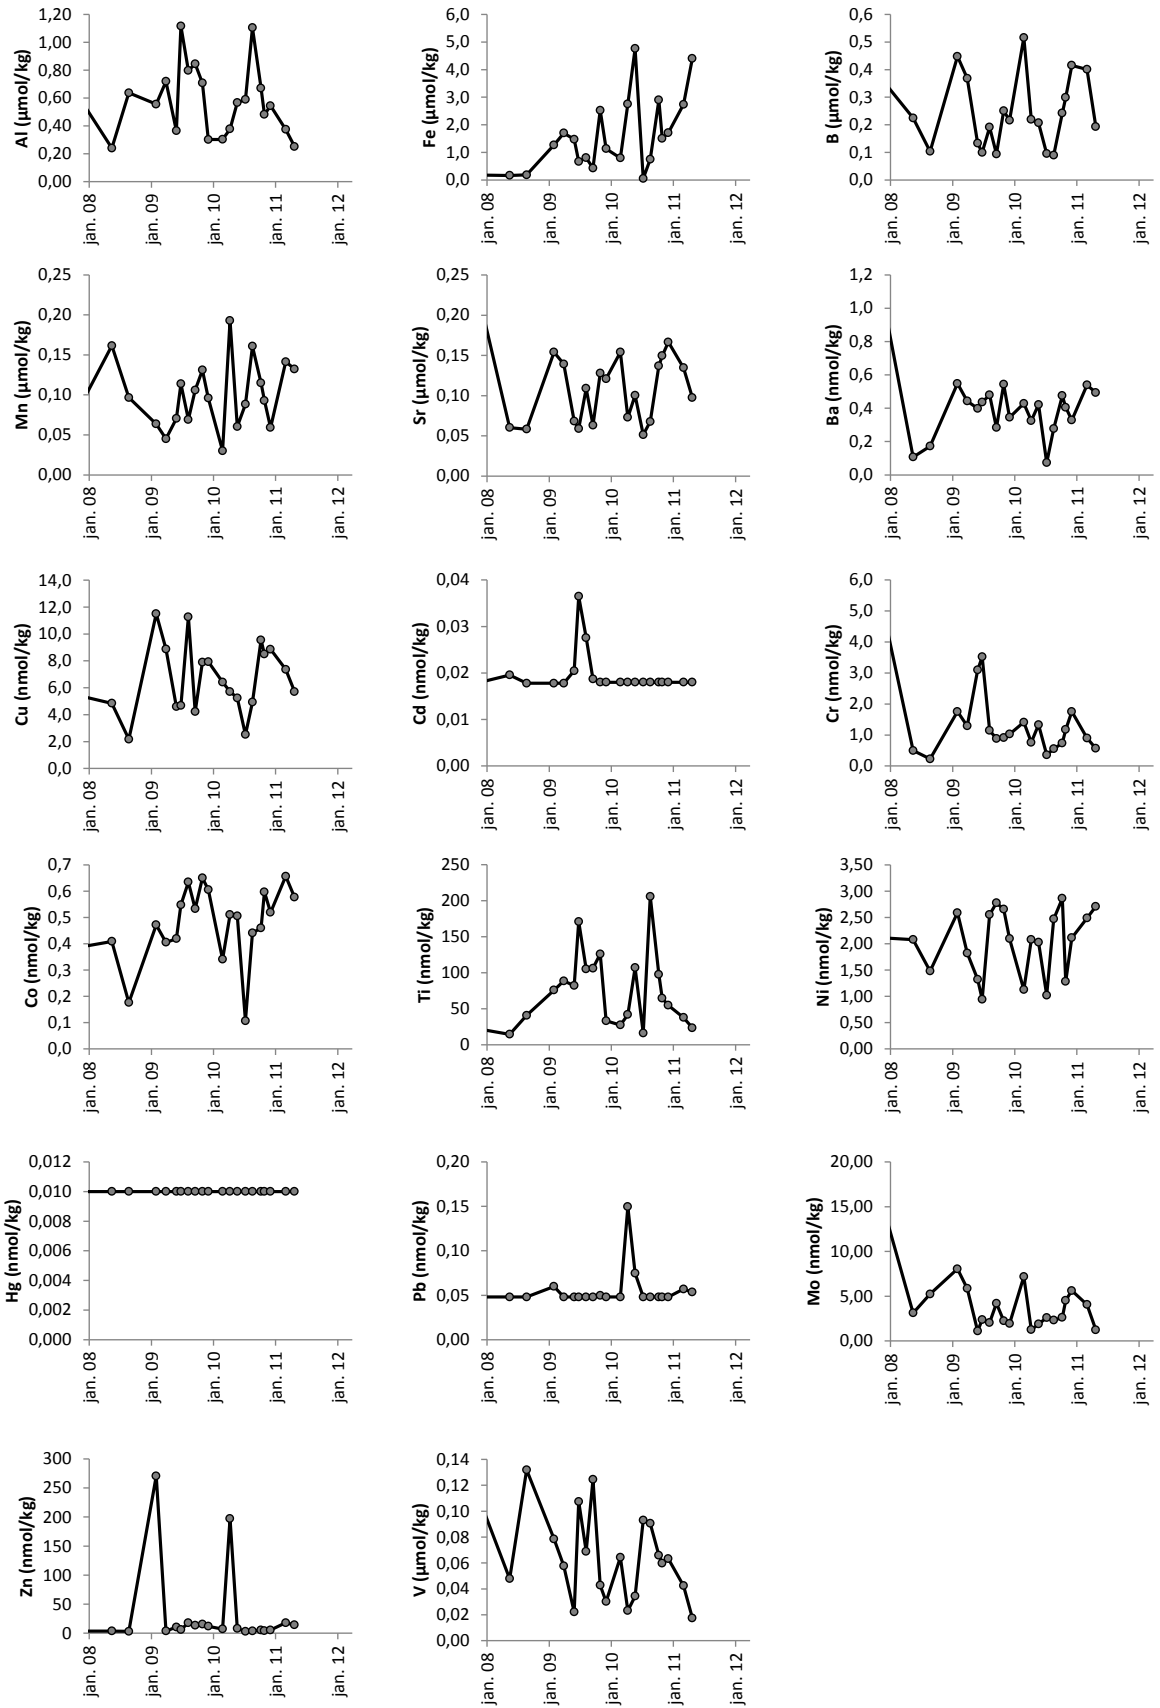 Al (µmol/kg)
1,20
1,00
0,80
0,60
0,40
0,20
0,00
jan. 08
jan. 09
jan. 10
jan. 11
jan. 12
Fe (µmol/kg)
6,0
5,0
4,0
3,0
2,0
1,0
0,0
jan. 08
jan. 09
jan. 10
jan. 11
jan. 12
B (µmol/kg)
0,6
0,5
0,4
0,3
0,2
0,1
0,0
jan. 08
jan. 09
jan. 10
jan. 11
jan. 12
Mn (µmol/kg)
0,25
0,20
0,15
0,10
0,05
0,00
jan. 08
jan. 09
jan. 10
jan. 11
jan. 12
Sr (µmol/kg)
0,25
0,20
0,15
0,10
0,05
0,00
jan. 08
jan. 09
jan. 10
jan. 11
jan. 12
Ba (nmol/kg)
1,2
1,0
0,8
0,6
0,4
0,2
0,0
jan. 08
jan. 09
jan. 10
jan. 11
jan. 12
Cu (nmol/kg)
14,0
12,0
10,0
8,0
6,0
4,0
2,0
0,0
jan. 08
jan. 09
jan. 10
jan. 11
jan. 12
Cd (nmol/kg)
0,04
0,03
0,02
0,01
0,00
jan. 08
jan. 09
jan. 10
jan. 11
jan. 12
Cr (nmol/kg)
6,0
5,0
4,0
3,0
2,0
1,0
0,0
jan. 08
jan. 09
jan. 10
jan. 11
jan. 12
Co (nmol/kg)
0,7
0,6
0,5
0,4
0,3
0,2
0,1
0,0
jan. 08
jan. 09
jan. 10
jan. 11
jan. 12
Ti (nmol/kg)
250
200
150
100
50
0
jan. 08
jan. 09
jan. 10
jan. 11
jan. 12
Ni (nmol/kg)
3,50
3,00
2,50
2,00
1,50
1,00
0,50
0,00
jan. 08
jan. 09
jan. 10
jan. 11
jan. 12
Hg (nmol/kg)
0,012
0,010
0,008
0,006
0,004
0,002
0,000
jan. 08
jan. 09
jan. 10
jan. 11
jan. 12
Pb (nmol/kg)
0,20
0,15
0,10
0,05
0,00
jan. 08
jan. 09
jan. 10
jan. 11
jan. 12
Mo (nmol/kg)
20,00
15,00
10,00
5,00
0,00
jan. 08
jan. 09
jan. 10
jan. 11
jan. 12
Zn (nmol/kg)
300
250
200
150
100
50
0
jan. 08
jan. 09
jan. 10
jan. 11
jan. 12
V (µmol/kg)
0,14
0,12
0,10
0,08
0,06
0,04
0,02
0,00
jan. 08
jan. 09
jan. 10
jan. 11
jan. 12